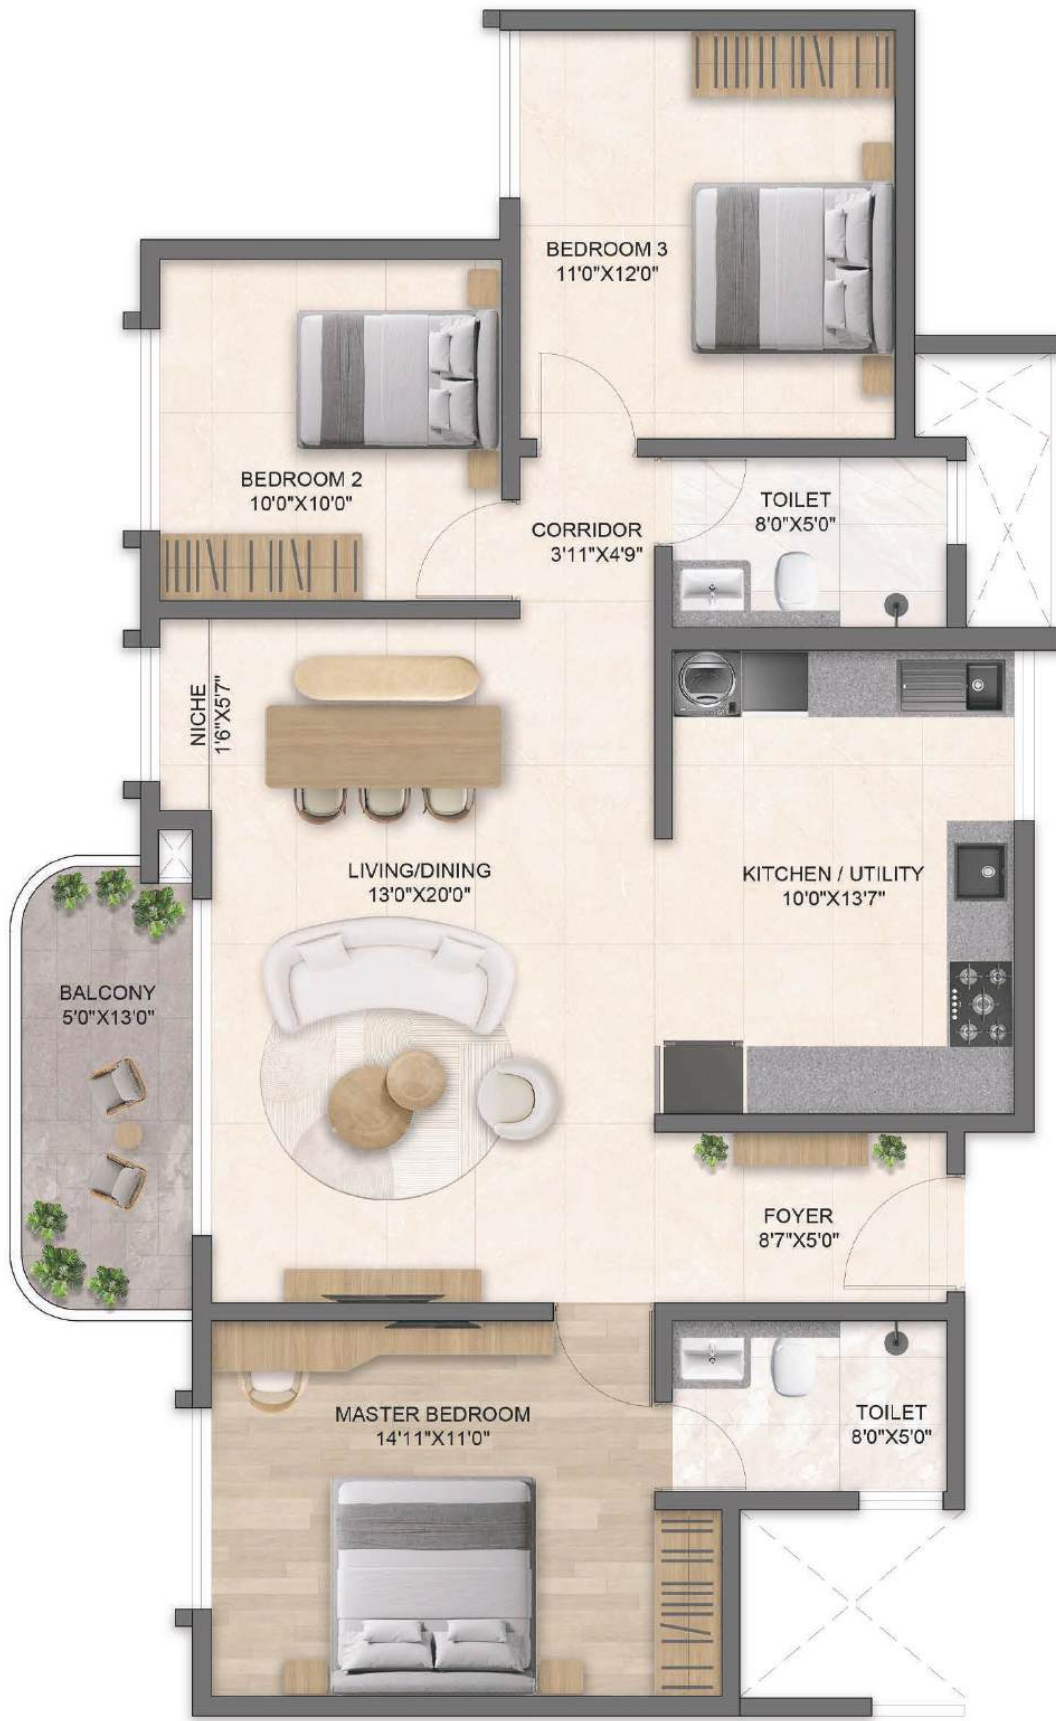 BEDROOM 3
11'0"X12'0"
BEDROOM 2
10'0"X10'0"
TOILET
8'0"X5'0"
CORRIDOR
3'11"X4'9"
NICHE
1'6"X5'7"
LIVING/DINING
13'0"X20'0"
KITCHEN / UTILITY
10'0"X13'7"
BALCONY
5'0"X13'0"
FOYER
8'7"X5'0"
MASTER BEDROOM
14'11"X11'0"
TOILET
8'0"X5'0"